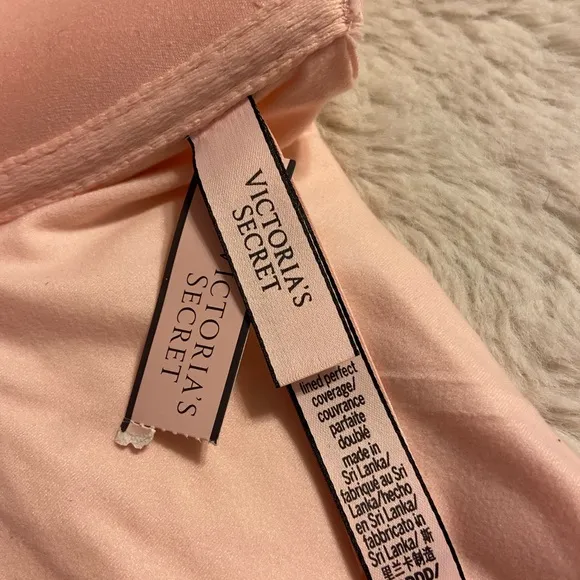 VICTORIA'S
SECRET
VICTORIA'S
SECRET
lined perfect
coverage/
couvrance
parfaite
doublé
made in
Sri Lanka/
fabriqué au Sri
Lanka/hecho
en Sri Lanka/
fabbricato in
Sri Lanka/ 斯
里兰卡制造